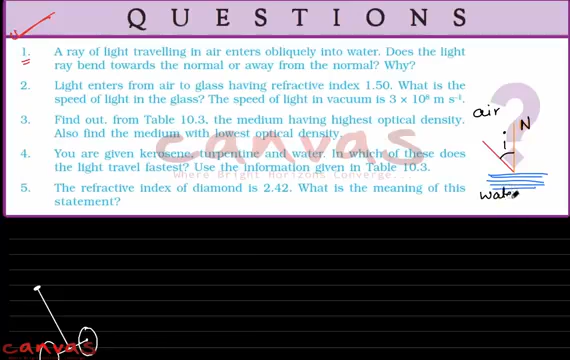 QUESTIONS
1. A ray of light travelling in air enters obliquely into water. Does the light
ray bend towards the normal or away from the normal? Why?
2. Light enters from air to glass having refractive index 1.50. What is the
speed of light in the glass? The speed of light in vacuum is 3 × 10⁸ m s⁻¹.
3. Find out, from Table 10.3, the medium having highest optical density.
Also find the medium with lowest optical density.
4. You are given kerosene, turpentine and water. In which of these does
the light travel fastest? Use the information given in Table 10.3.
5. The refractive index of diamond is 2.42. What is the meaning of this
statement?
air
N
i
wate
canvas
Where Bright Horizons Converge...
canvas